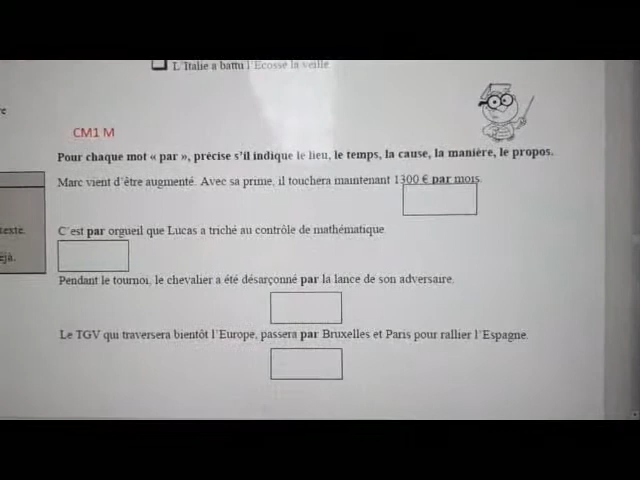 L'Italie a battu l'Ecosse la veille.
CM1 M
Pour chaque mot « par », précise s'il indique le lieu, le temps, la cause, la manière, le propos.
Marc vient d'être augmenté. Avec sa prime, il touchera maintenant 1300 € par mois.
texte.
C'est par orgueil que Lucas a triché au contrôle de mathématique.
éjà.
Pendant le tournoi, le chevalier a été désarçonné par la lance de son adversaire.
Le TGV qui traversera bientôt l'Europe, passera par Bruxelles et Paris pour rallier l'Espagne.